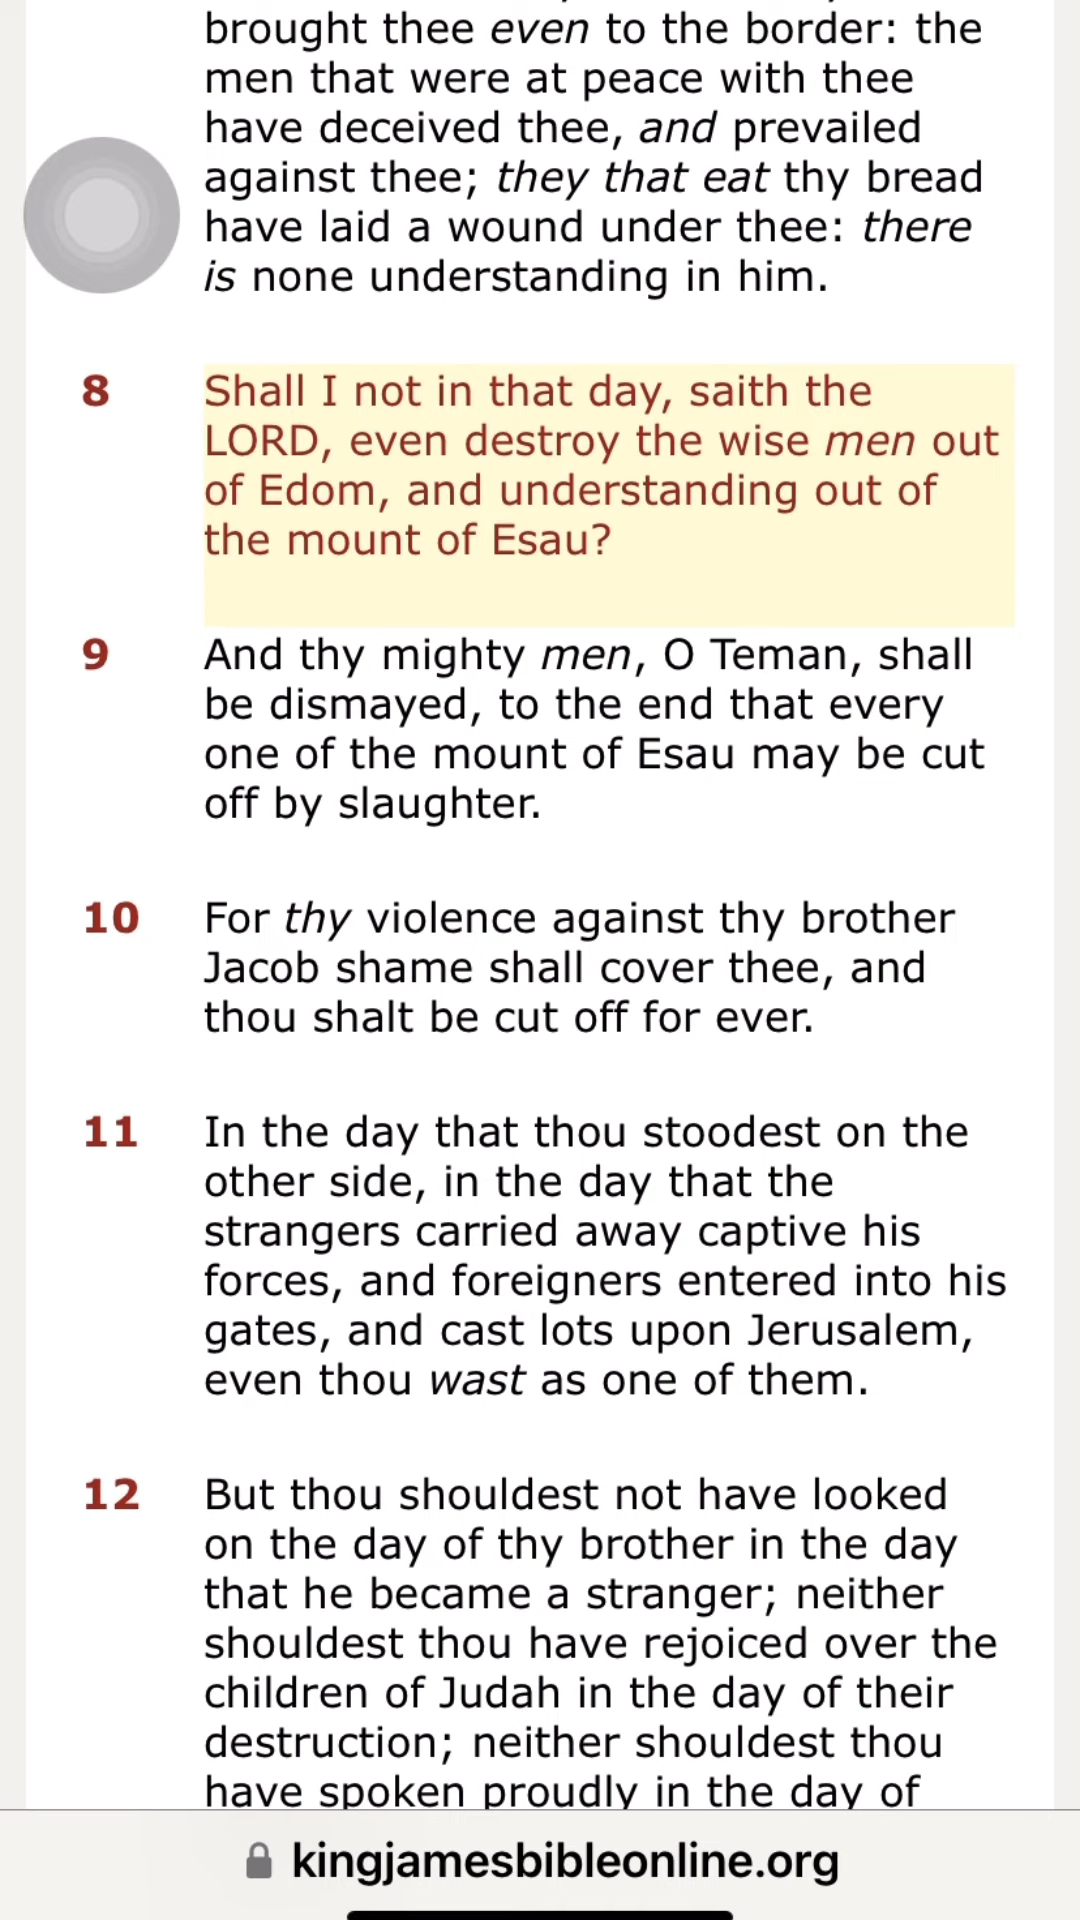 brought thee even to the border: the
men that were at peace with thee
have deceived thee, and prevailed
against thee; they that eat thy bread
have laid a wound under thee: there
is none understanding in him.
8 Shall I not in that day, saith the
LORD, even destroy the wise men out
of Edom, and understanding out of
the mount of Esau?
9 And thy mighty men, O Teman, shall
be dismayed, to the end that every
one of the mount of Esau may be cut
off by slaughter.
10 For thy violence against thy brother
Jacob shame shall cover thee, and
thou shalt be cut off for ever.
11 In the day that thou stoodest on the
other side, in the day that the
strangers carried away captive his
forces, and foreigners entered into his
gates, and cast lots upon Jerusalem,
even thou wast as one of them.
12 But thou shouldest not have looked
on the day of thy brother in the day
that he became a stranger; neither
shouldest thou have rejoiced over the
children of Judah in the day of their
destruction; neither shouldest thou
have spoken proudly in the day of
kingjamesbibleonline.org